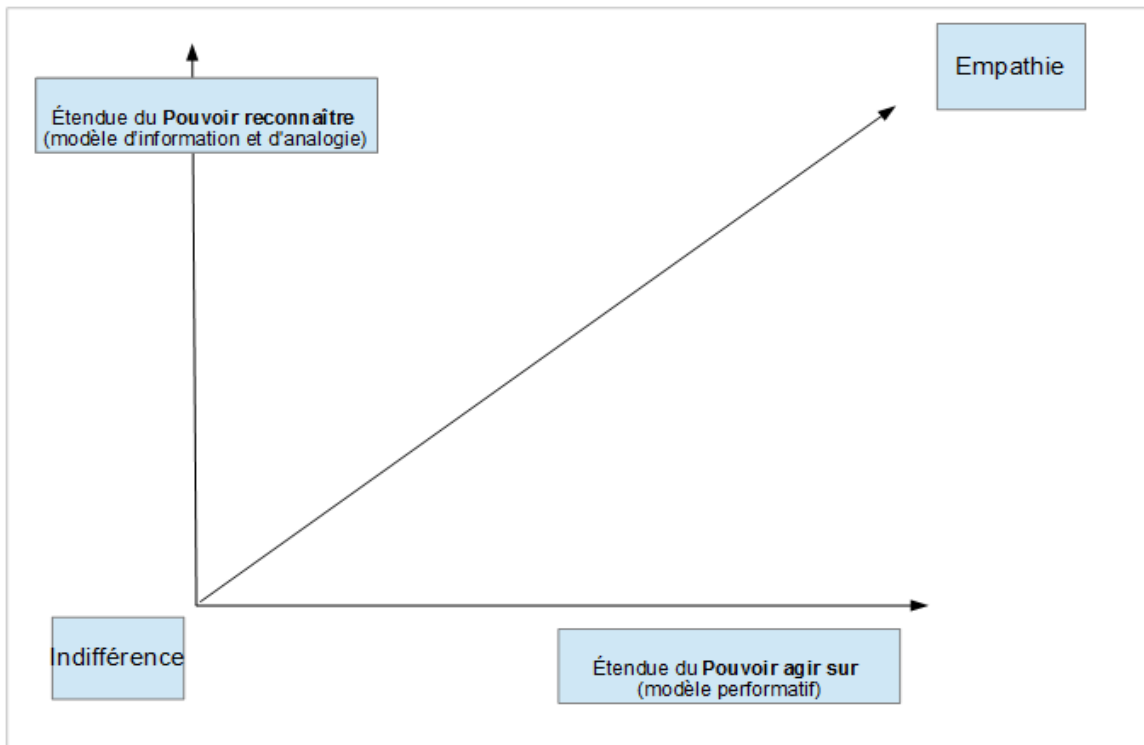 Empathie
Étendue du Pouvoir reconnaître
(modèle d'information et d'analogie)
Indifférence
Étendue du Pouvoir agir sur
(modèle performatif)